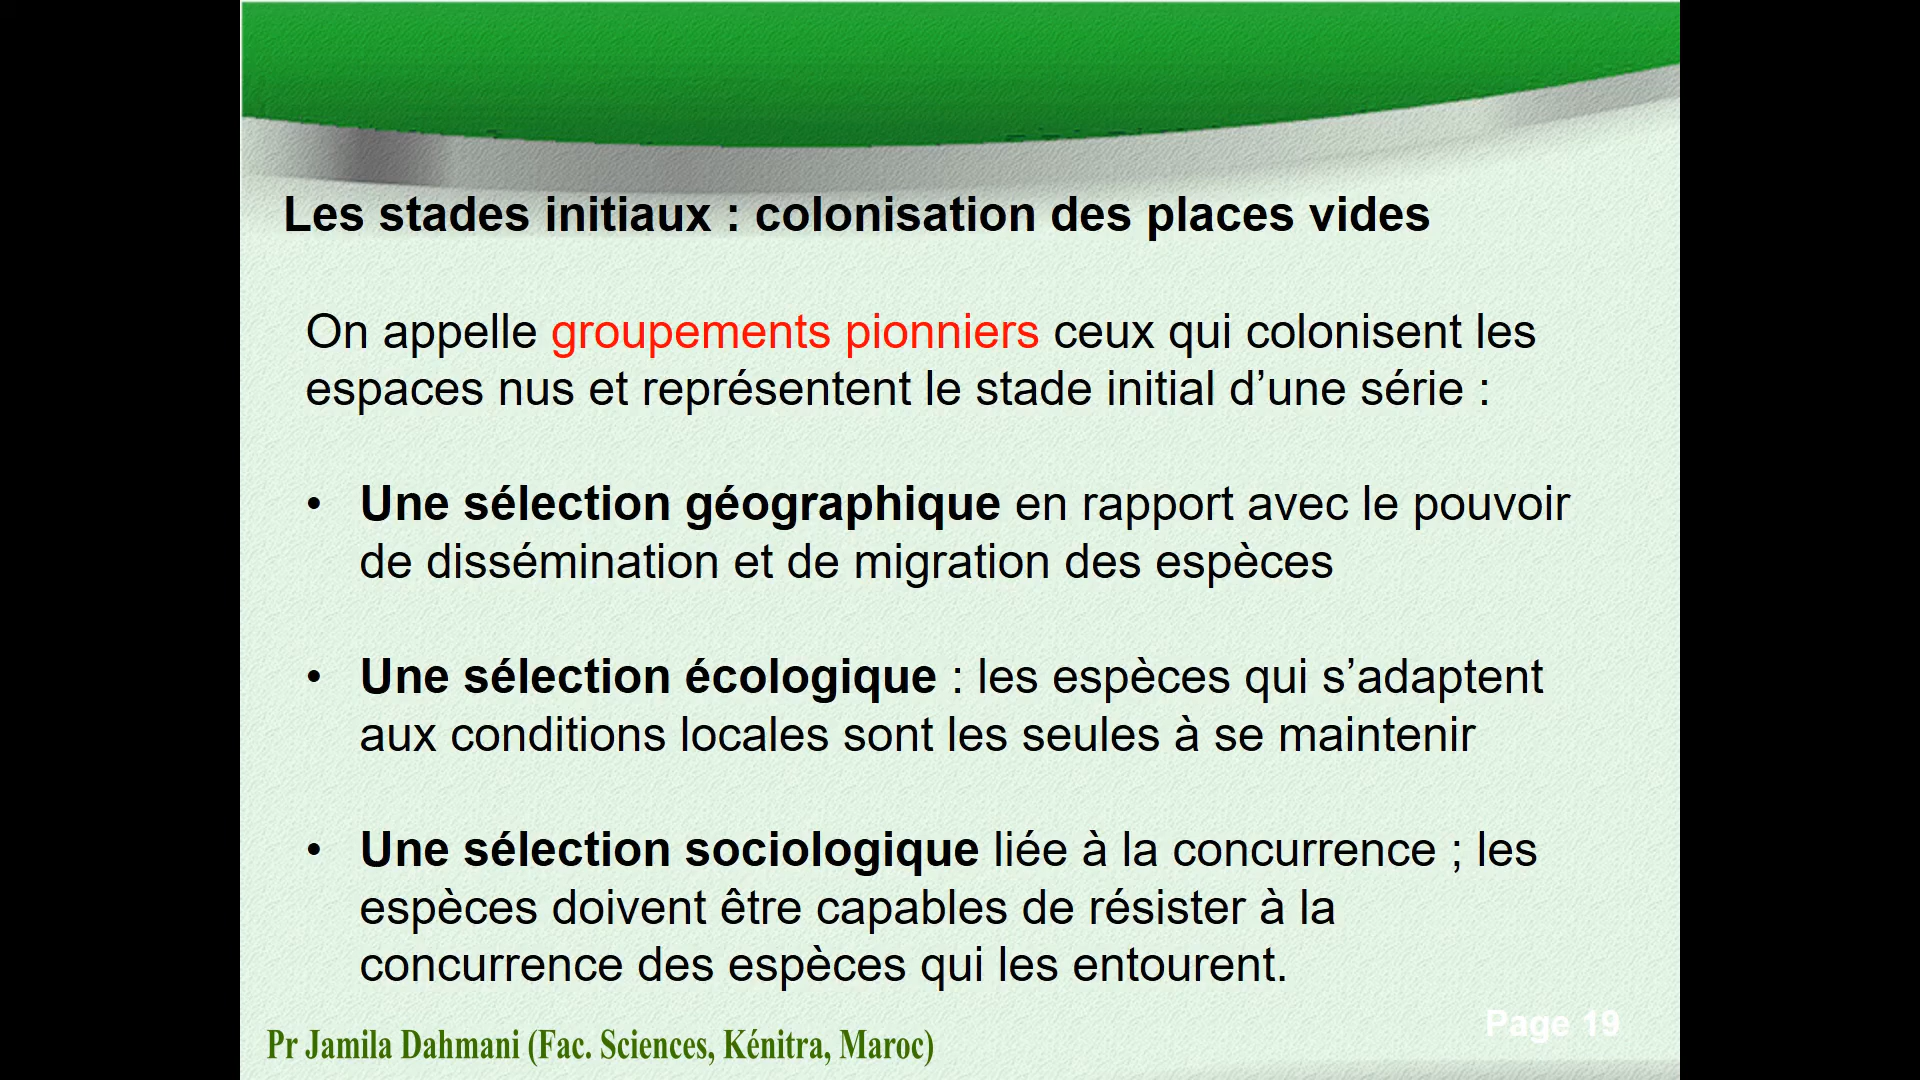 Les stades initiaux : colonisation des places vides
On appelle groupements pionniers ceux qui colonisent les
espaces nus et représentent le stade initial d’une série :
• Une sélection géographique en rapport avec le pouvoir
de dissémination et de migration des espèces
• Une sélection écologique : les espèces qui s’adaptent
aux conditions locales sont les seules à se maintenir
• Une sélection sociologique liée à la concurrence ; les
espèces doivent être capables de résister à la
concurrence des espèces qui les entourent.
Page 19
Pr Jamila Dahmani (Fac. Sciences, Kénitra, Maroc)